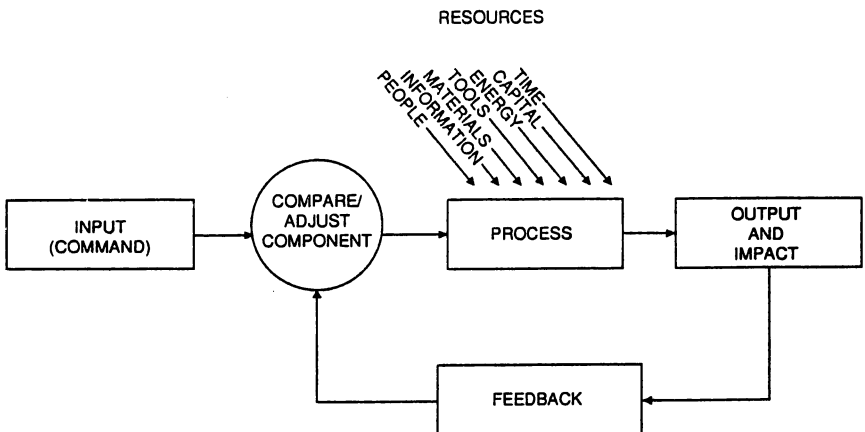 RESOURCES
PEOPLE
INFORMATION
MATERIALS
TOOLS
ENERGY
CAPITAL
TIME
INPUT
(COMMAND)
COMPARE/
ADJUST
COMPONENT
PROCESS
OUTPUT
AND
IMPACT
FEEDBACK